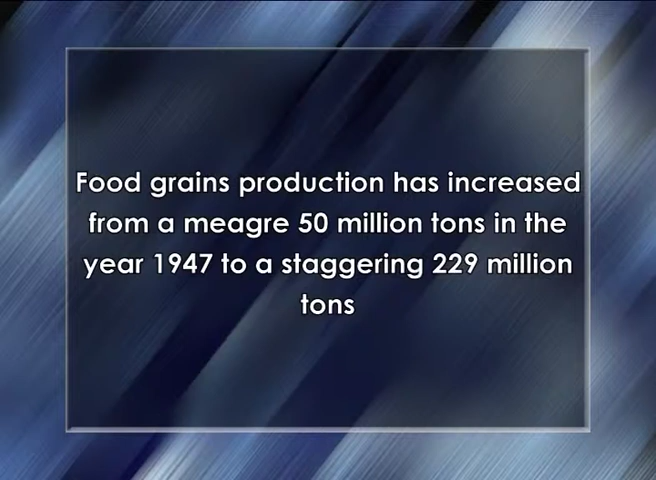 Food grains production has increased
from a meagre 50 million tons in the
year 1947 to a staggering 229 million
tons